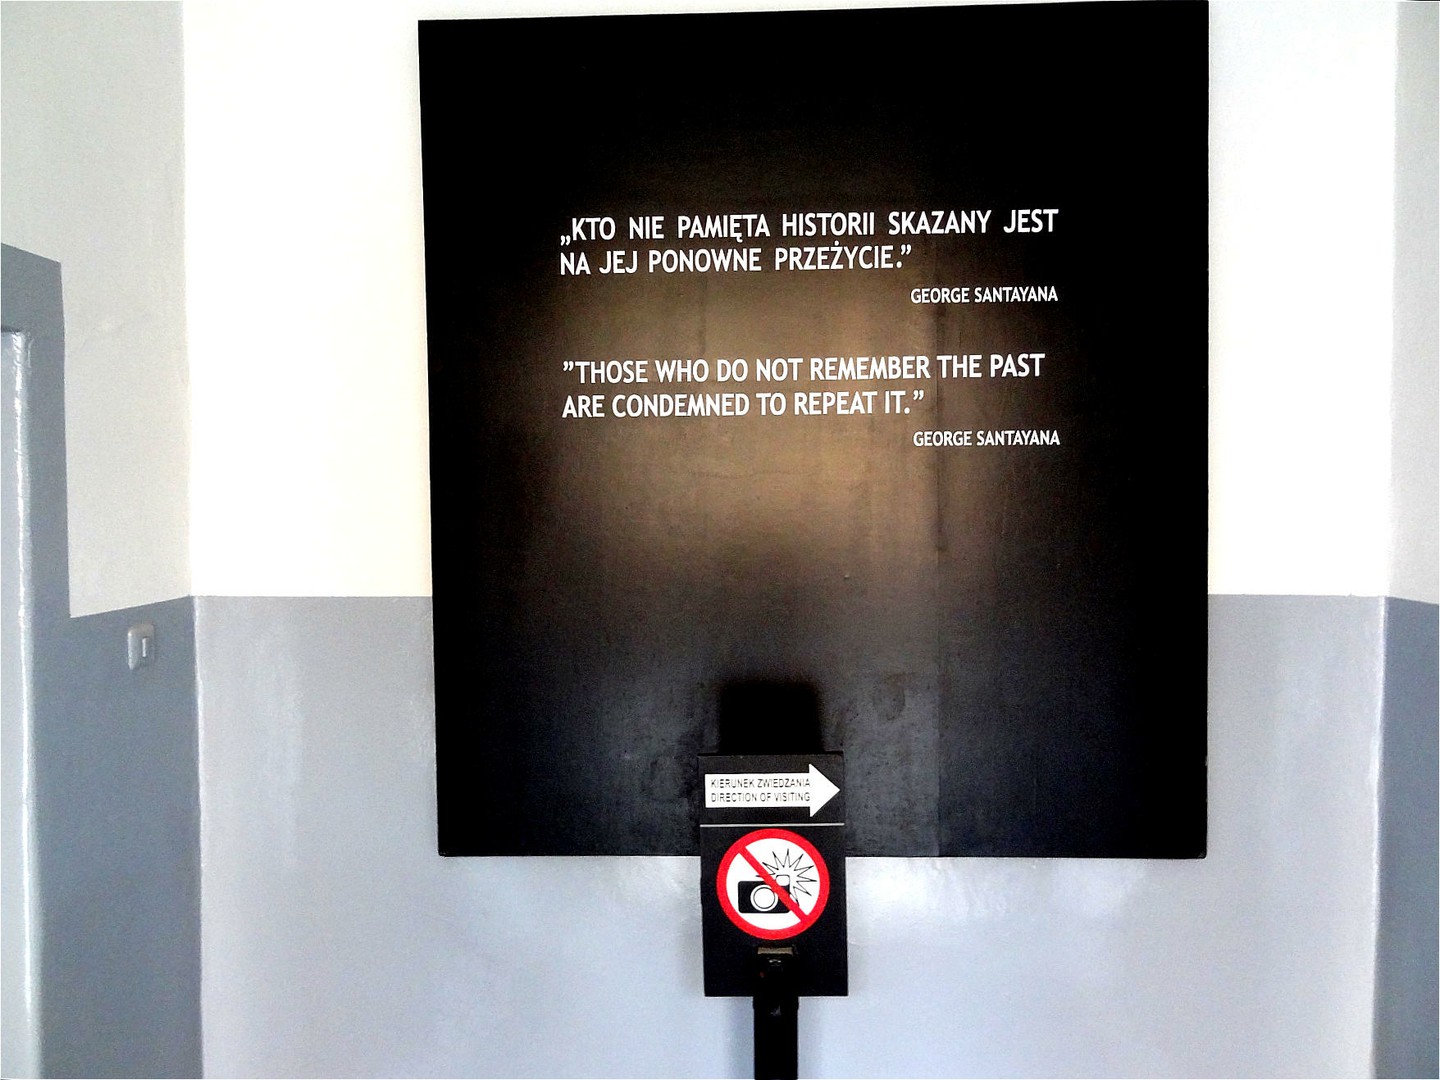 „KTO NIE PAMIĘTA HISTORII SKAZANY JEST
NA JEJ PONOWNE PRZEŻYCIE.”
GEORGE SANTAYANA
”THOSE WHO DO NOT REMEMBER THE PAST
ARE CONDEMNED TO REPEAT IT.”
GEORGE SANTAYANA
KIERUNEK ZWIEDZANIA
DIRECTION OF VISITING